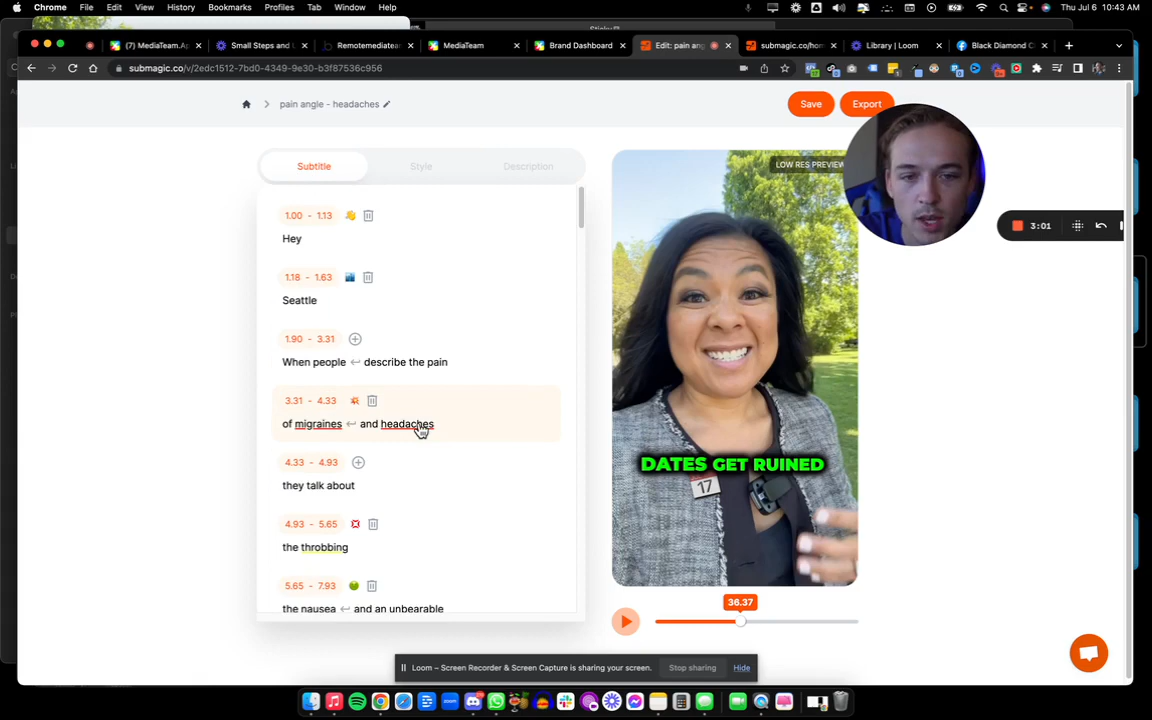 Chrome File Edit View History Bookmarks Profiles Tab Window Help
Thu Jul 6 10:43 AM
(7) MediaTeam.Ap
Small Steps and
Remotemediatea
MediaTeam
Brand Dashboard
Edit: pain ang
submagic.co/hom
Library | Loom
Black Diamond C
submagic.co/v/2edc1512-7bd0-4349-9e30-b3f87536c956
pain angle - headaches
Save
Export
Subtitle
Style
Description
LOW RES PREVIEW
1.00 - 1.13
Hey
1.18 - 1.63
Seattle
1.90 - 3.31
When people ↩ describe the pain
3.31 - 4.33
of migraines ↩ and headaches
4.33 - 4.93
they talk about
4.93 - 5.65
the throbbing
5.65 - 7.93
the nausea ↩ and an unbearable
DATES GET RUINED
17
3:01
36.37
Loom – Screen Recorder & Screen Capture is sharing your screen.
Stop sharing
Hide